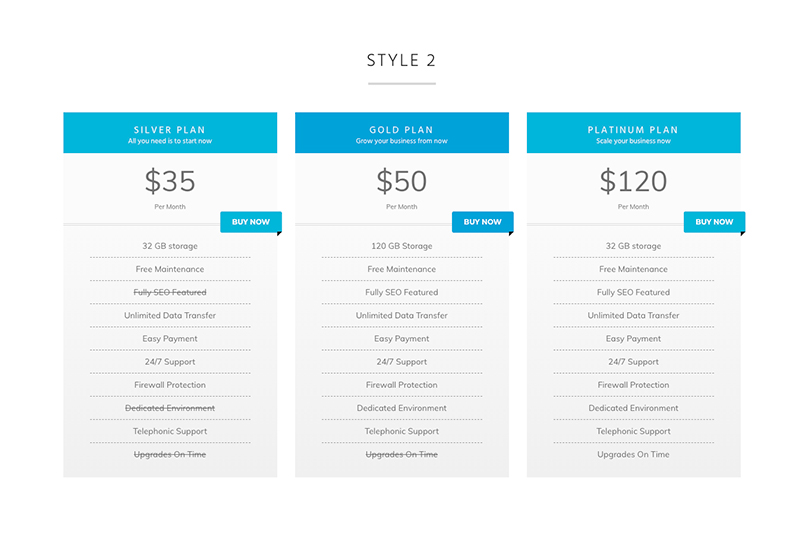 STYLE 2
SILVER PLAN
All you need is to start now
$35
Per Month
BUY NOW
32 GB storage
Free Maintenance
Fully SEO Featured
Unlimited Data Transfer
Easy Payment
24/7 Support
Firewall Protection
Dedicated Environment
Telephonic Support
Upgrades On Time
GOLD PLAN
Grow your business from now
$50
Per Month
BUY NOW
120 GB Storage
Free Maintenance
Fully SEO Featured
Unlimited Data Transfer
Easy Payment
24/7 Support
Firewall Protection
Dedicated Environment
Telephonic Support
Upgrades On Time
PLATINUM PLAN
Scale your business now
$120
Per Month
BUY NOW
32 GB storage
Free Maintenance
Fully SEO Featured
Unlimited Data Transfer
Easy Payment
24/7 Support
Firewall Protection
Dedicated Environment
Telephonic Support
Upgrades On Time